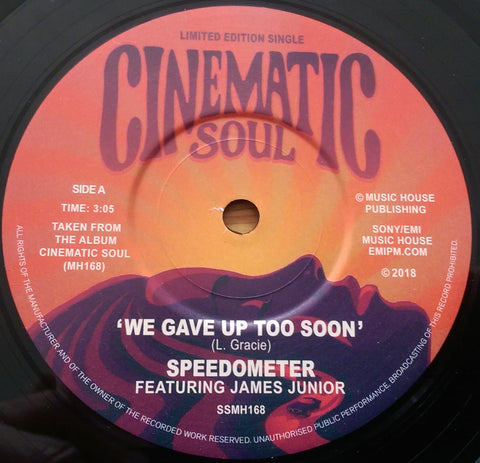 LIMITED EDITION SINGLE
CINEMATIC
SOUL
SIDE A
TIME: 3:05
TAKEN FROM
THE ALBUM
CINEMATIC SOUL
(MH168)
© MUSIC HOUSE
PUBLISHING
SONY/EMI
MUSIC HOUSE
EMIPM.COM
© 2018
'WE GAVE UP TOO SOON'
(L. Gracie)
SPEEDOMETER
FEATURING JAMES JUNIOR
SSMH168
ALL RIGHTS OF THE MANUFACTURER AND OF THE OWNER OF THE RECORDED WORK RESERVED. UNAUTHORISED PUBLIC PERFORMANCE, BROADCASTING OF THIS RECORD PROHIBITED.